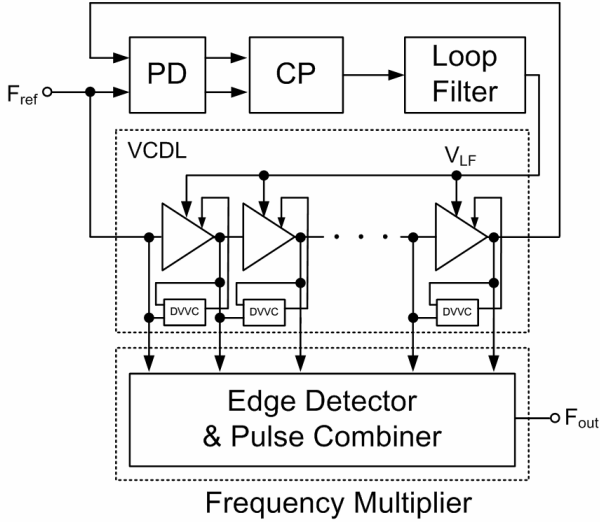 PD
CP
Loop
Filter
Fref
VCDL
VLF
. . . .
DVVC
DVVC
DVVC
Edge Detector
& Pulse Combiner
Fout
Frequency Multiplier